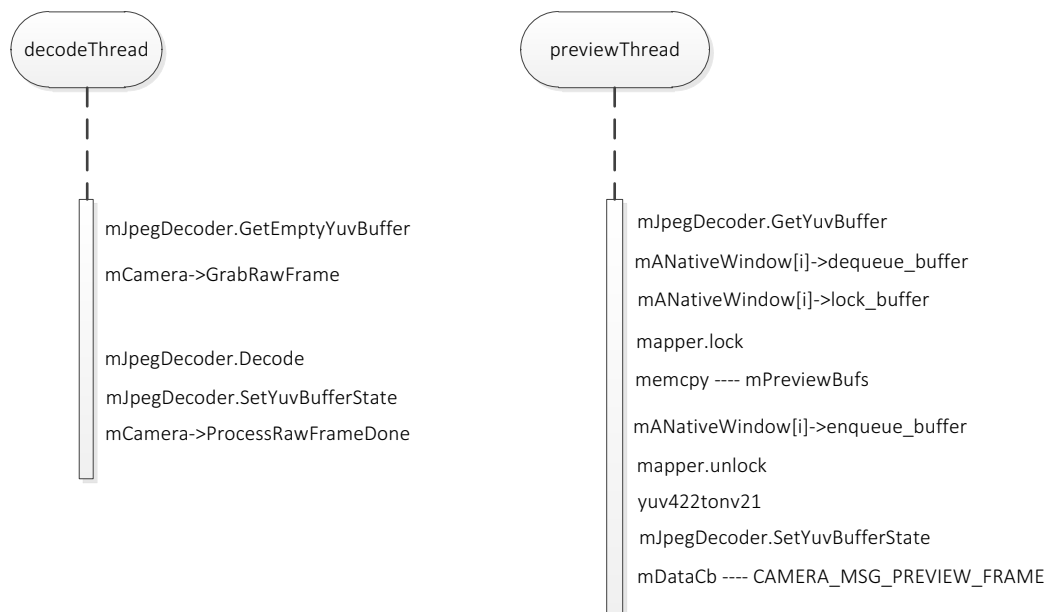 decodeThread
mJpegDecoder.GetEmptyYuvBuffer
mCamera->GrabRawFrame
mJpegDecoder.Decode
mJpegDecoder.SetYuvBufferState
mCamera->ProcessRawFrameDone
previewThread
mJpegDecoder.GetYuvBuffer
mANativeWindow[i]->dequeue_buffer
mANativeWindow[i]->lock_buffer
mapper.lock
memcpy ---- mPreviewBufs
mANativeWindow[i]->enqueue_buffer
mapper.unlock
yuv422tonv21
mJpegDecoder.SetYuvBufferState
mDataCb ---- CAMERA_MSG_PREVIEW_FRAME